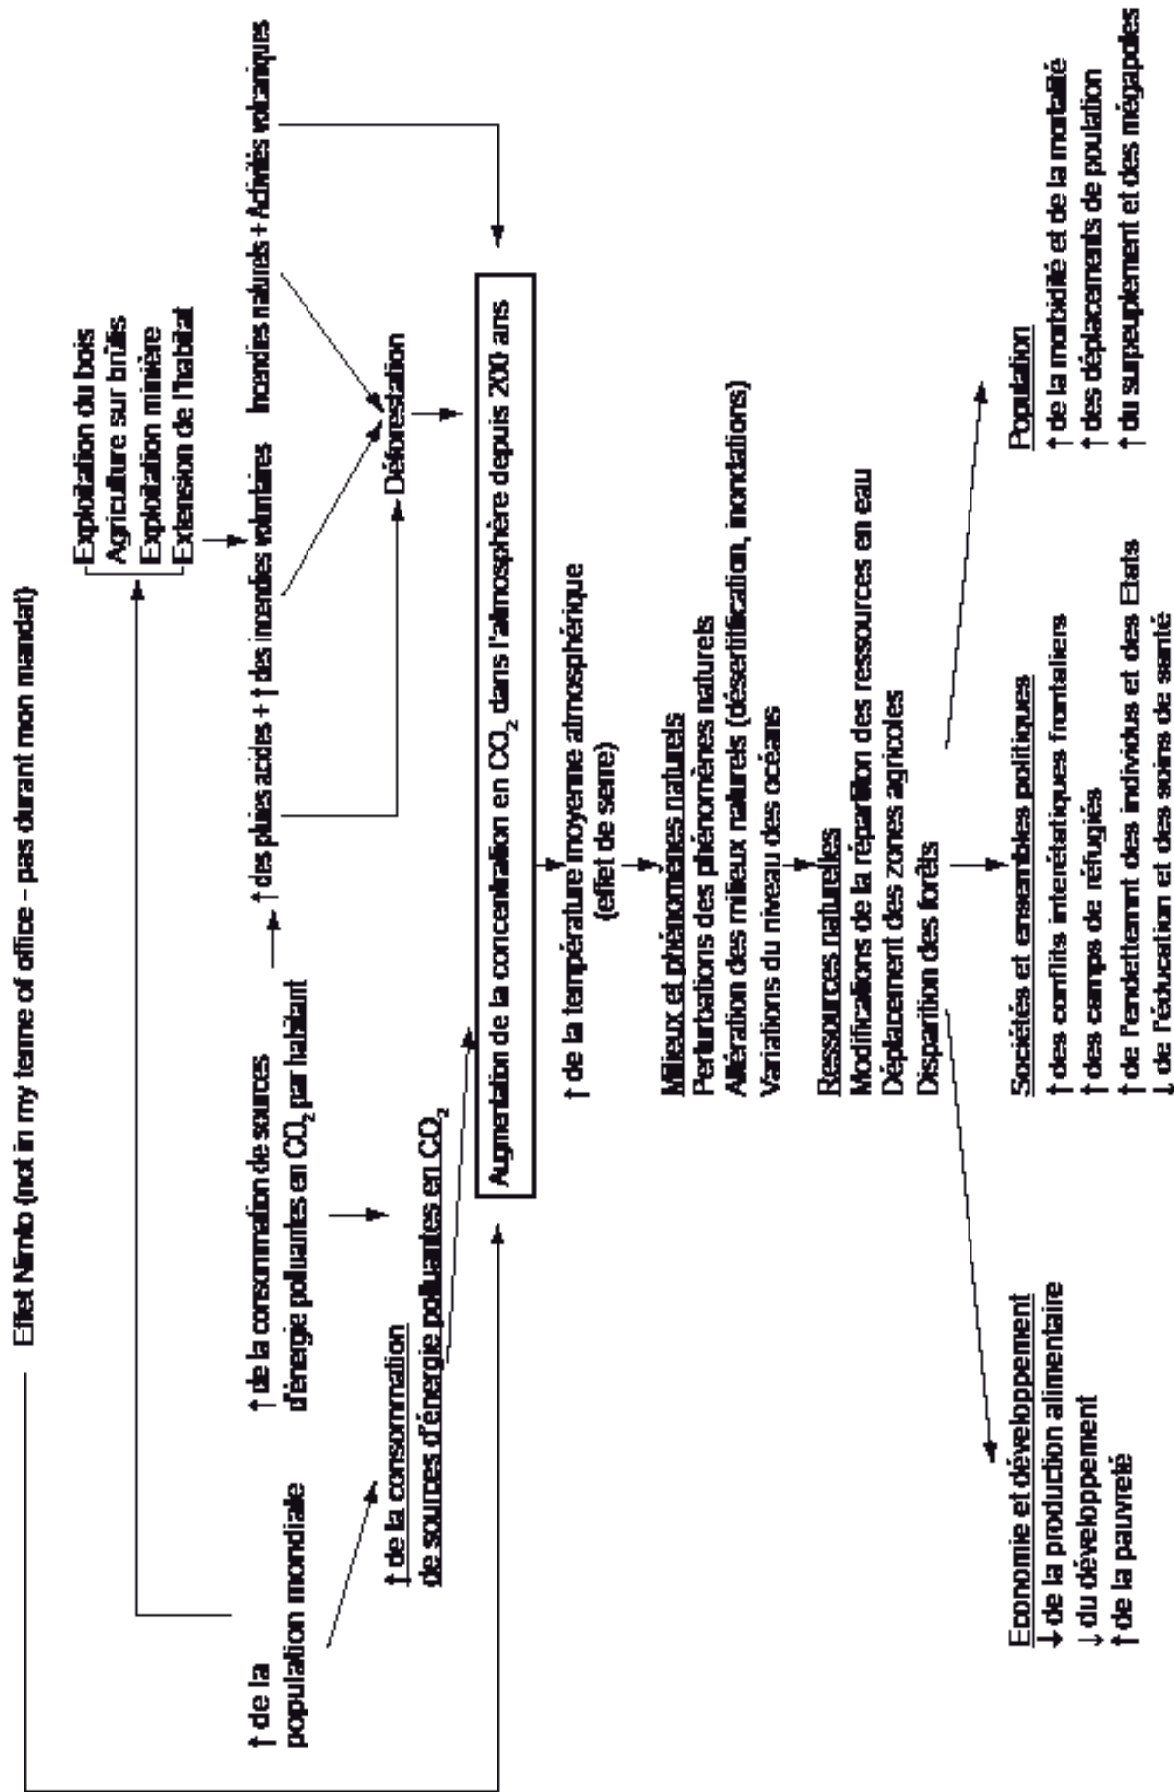 Effet Nimto (not in my terme of office – pas durant mon mandat)
Exploitation du bois
Agriculture sur brûlis
Exploitation minière
Extension de l'habitat
↑ de la
population mondiale
↑ de la consommation de sources
d'énergie polluantes en CO₂ par habitant
↑ des pluies acides + ↑ des incendies volontaires
Incendies naturels + Activités volcaniques
↑ de la consommation
de sources d'énergie polluantes en CO₂
Déforestation
Augmentation de la concentration en CO₂ dans l'atmosphère depuis 200 ans
↑ de la température moyenne atmosphérique
(effet de serre)
Milieux et phénomènes naturels
Perturbations des phénomènes naturels
Altération des milieux naturels (désertification, inondations)
Variations du niveau des océans
Ressources naturelles
Modifications de la répartition des ressources en eau
Déplacement des zones agricoles
Disparition des forêts
Economie et développement
↓ de la production alimentaire
↓ du développement
↑ de la pauvreté
Sociétés et ensembles politiques
↑ des conflits interétatiques frontaliers
↑ des camps de réfugiés
↑ de l'endettemnt des individus et des Etats
↓ de l'éducation et des soins de santé
Population
↑ de la morbidité et de la mortalité
↑ des déplacements de poulation
↑ du surpeuplement et des mégapoles